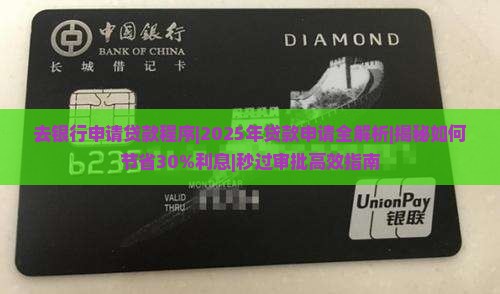 中国银行
BANK OF CHINA
DIAMOND
长城借记卡
去银行申请贷款程序|2025年贷款申请全解析|揭秘如何
节省30%利息|秒过审批高效指南
VALID
THRU
UnionPay
银联